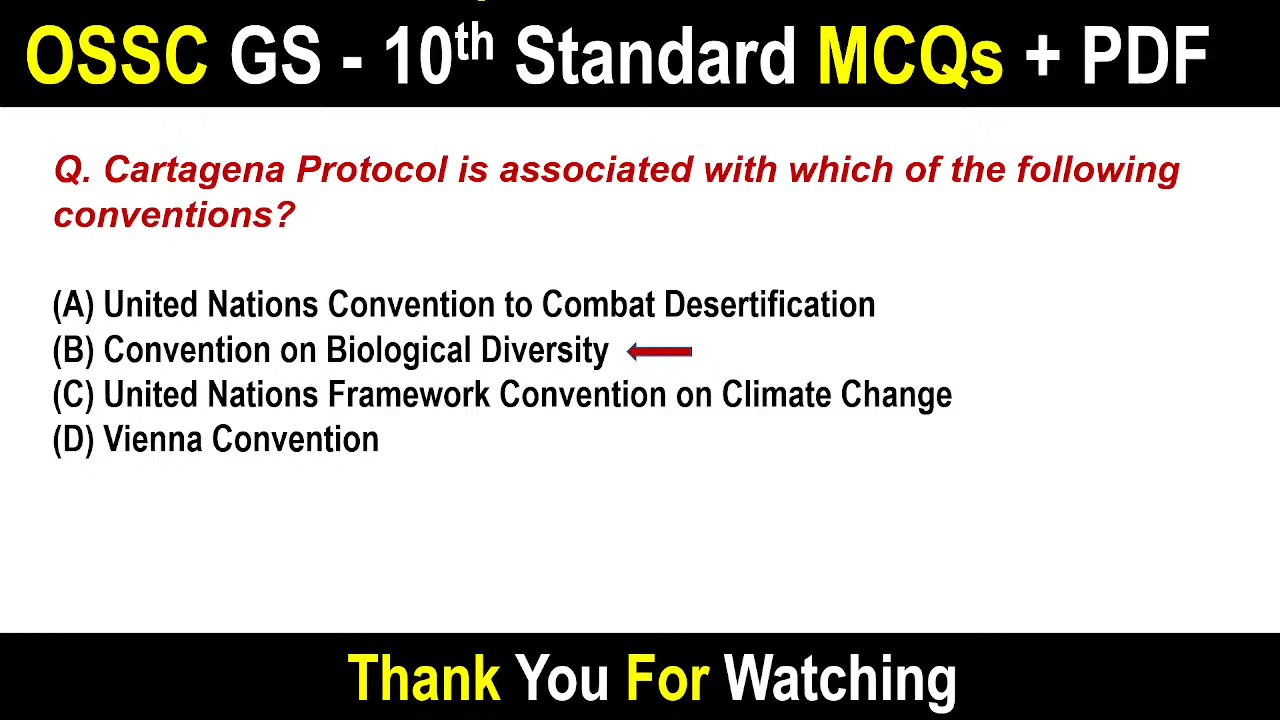 OSSC GS - 10th Standard MCQs + PDF
Q. Cartagena Protocol is associated with which of the following
conventions?
(A) United Nations Convention to Combat Desertification
(B) Convention on Biological Diversity
(C) United Nations Framework Convention on Climate Change
(D) Vienna Convention
Thank You For Watching